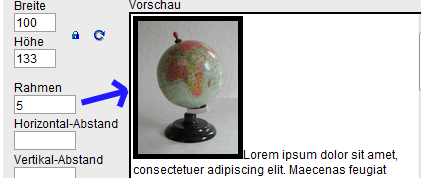 Breite
100
Höhe
133
Rahmen
5
Horizontal-Abstand
Vertikal-Abstand
Vorschau
Lorem ipsum dolor sit amet,
consectetuer adipiscing elit. Maecenas feugiat